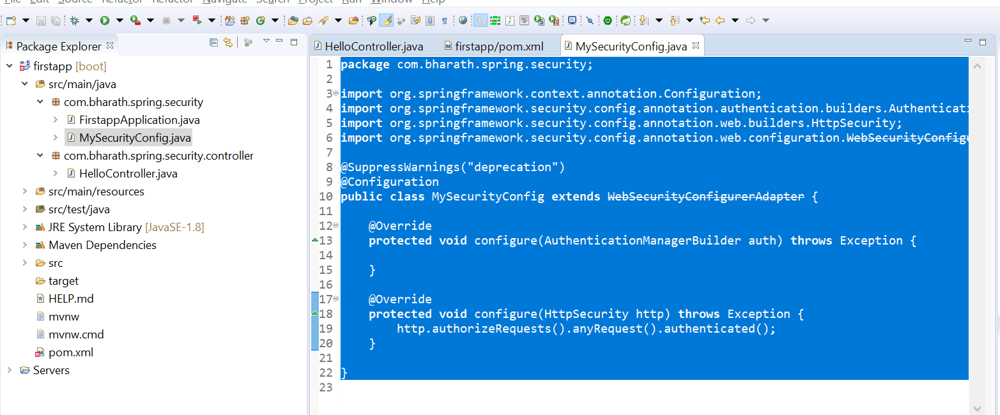 File Edit Source Refactor Refactor Navigate Search Project Run Window Help
Package Explorer
firstapp [boot]
src/main/java
com.bharath.spring.security
FirstappApplication.java
MySecurityConfig.java
com.bharath.spring.security.controller
HelloController.java
src/main/resources
src/test/java
JRE System Library [JavaSE-1.8]
Maven Dependencies
src
target
HELP.md
mvnw
mvnw.cmd
pom.xml
Servers
HelloController.java firstapp/pom.xml MySecurityConfig.java
1 package com.bharath.spring.security;
2
3 import org.springframework.context.annotation.Configuration;
4 import org.springframework.security.config.annotation.authentication.builders.Authenticati
5 import org.springframework.security.config.annotation.web.builders.HttpSecurity;
6 import org.springframework.security.config.annotation.web.configuration.WebSecurityConfigu
7
8 @SuppressWarnings("deprecation")
9 @Configuration
10 public class MySecurityConfig extends WebSecurityConfigurerAdapter {
11
12 @Override
13 protected void configure(AuthenticationManagerBuilder auth) throws Exception {
14
15 }
16
17 @Override
18 protected void configure(HttpSecurity http) throws Exception {
19 http.authorizeRequests().anyRequest().authenticated();
20 }
21
22 }
23